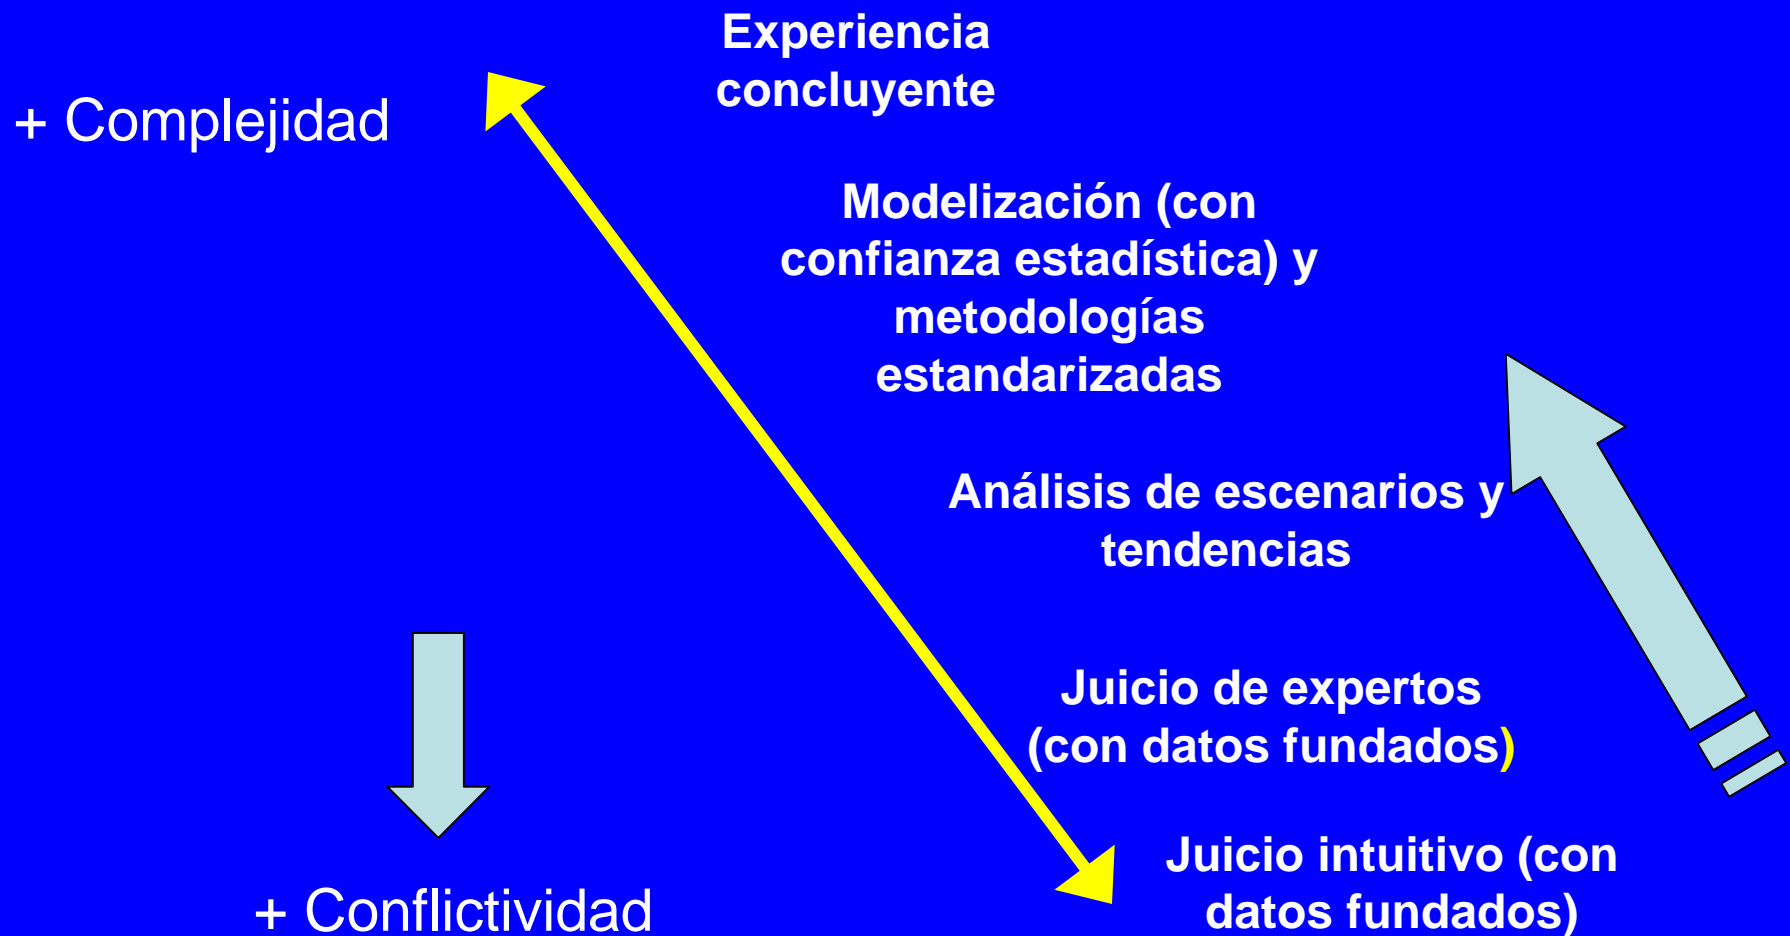 Experiencia
concluyente
+ Complejidad
Modelización (con
confianza estadística) y
metodologías
estandarizadas
Análisis de escenarios y
tendencias
Juicio de expertos
(con datos fundados)
Juicio intuitivo (con
datos fundados)
+ Conflictividad